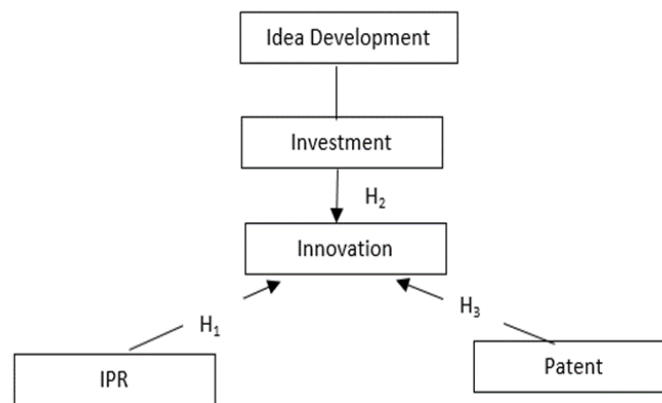 Idea Development
Investment
H₂
Innovation
H₃
H₁
IPR
Patent